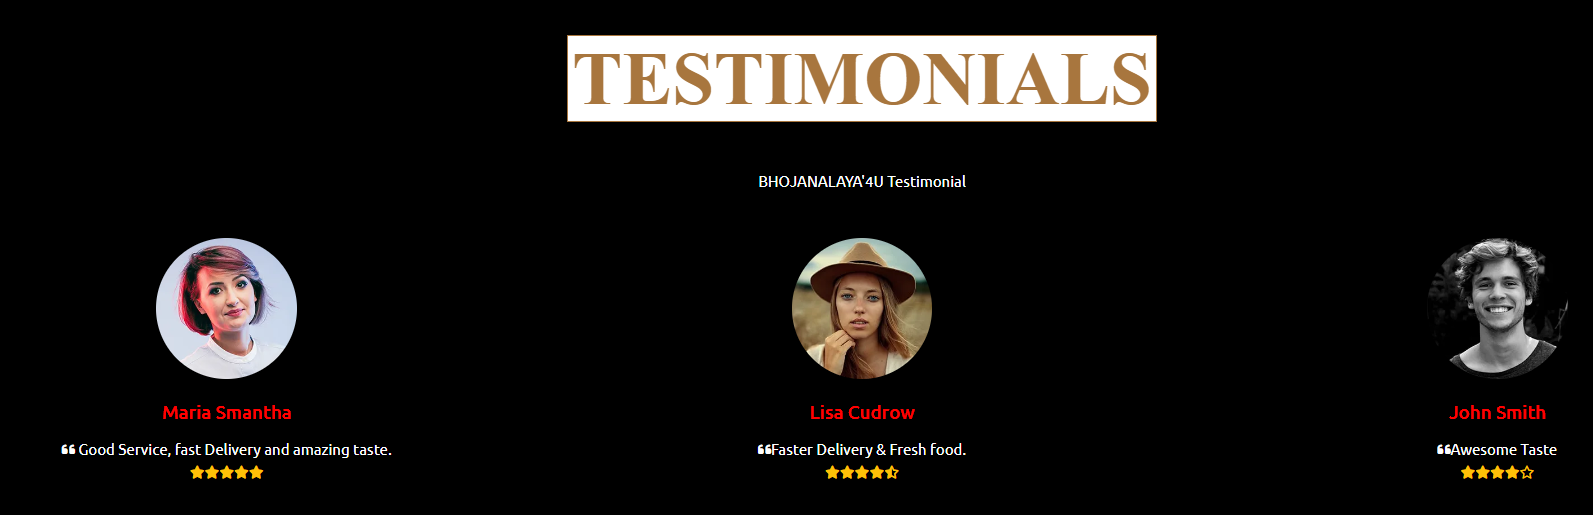 TESTIMONIALS
BHOJANALAYA'4U Testimonial
Maria Smantha
Lisa Cudrow
John Smith
❝ Good Service, fast Delivery and amazing taste.
❝Faster Delivery & Fresh food.
❝Awesome Taste